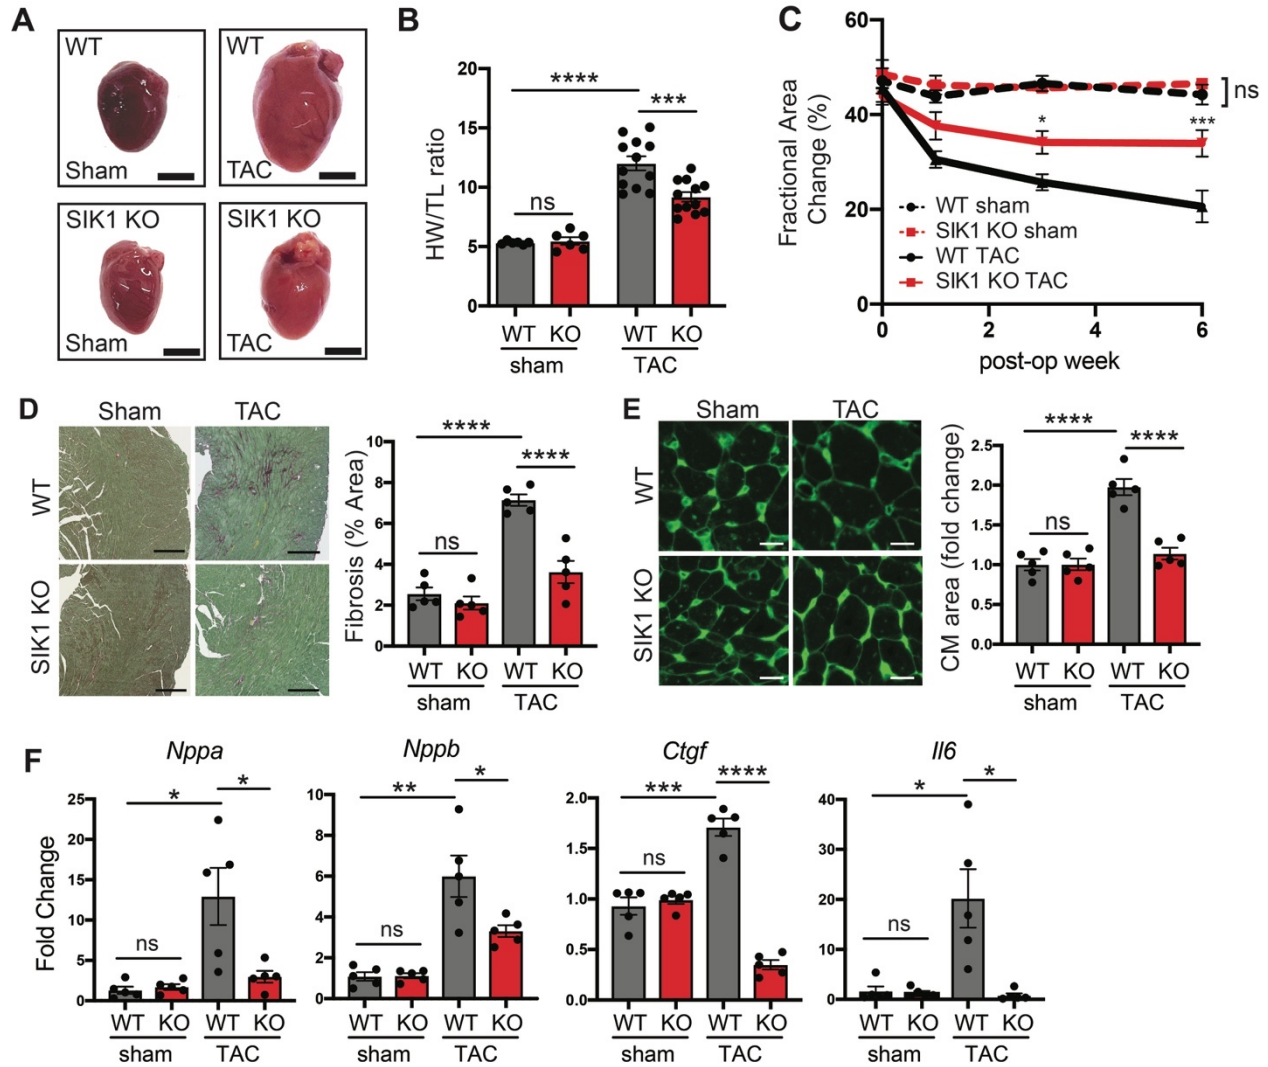 A
WT
Sham
WT
TAC
SIK1 KO
Sham
SIK1 KO
TAC
B
HW/TL ratio
20
15
10
5
0
****
***
ns
WT KO WT KO
sham TAC
C
Fractional Area
Change (%)
60
40
20
0
ns
*
***
WT sham
SIK1 KO sham
WT TAC
SIK1 KO TAC
0 2 4 6
post-op week
D
Sham TAC
WT
SIK1 KO
Fibrosis (% Area)
10
8
6
4
2
0
****
****
ns
WT KO WT KO
sham TAC
E
Sham TAC
WT
SIK1 KO
CM area (fold change)
2.5
2.0
1.5
1.0
0.5
0.0
****
****
ns
WT KO WT KO
sham TAC
F
Fold Change
Nppa
25
20
15
10
5
0
*
*
ns
WT KO WT KO
sham TAC
Nppb
10
8
6
4
2
0
**
*
ns
WT KO WT KO
sham TAC
Ctgf
2.0
1.5
1.0
0.5
0.0
***
****
ns
WT KO WT KO
sham TAC
Il6
40
30
20
10
0
*
*
ns
WT KO WT KO
sham TAC